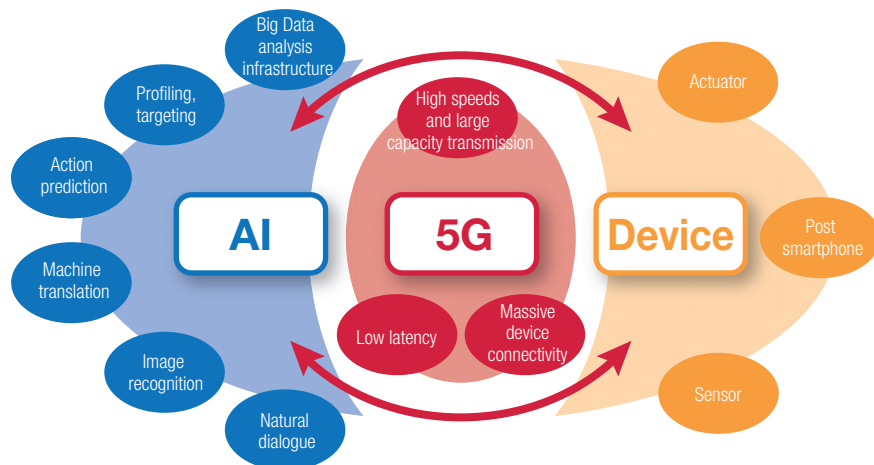 Big Data
analysis
infrastructure
Profiling,
targeting
Action
prediction
Machine
translation
Image
recognition
Natural
dialogue
AI
High speeds
and large
capacity transmission
5G
Low latency
Massive
device
connectivity
Device
Actuator
Post
smartphone
Sensor